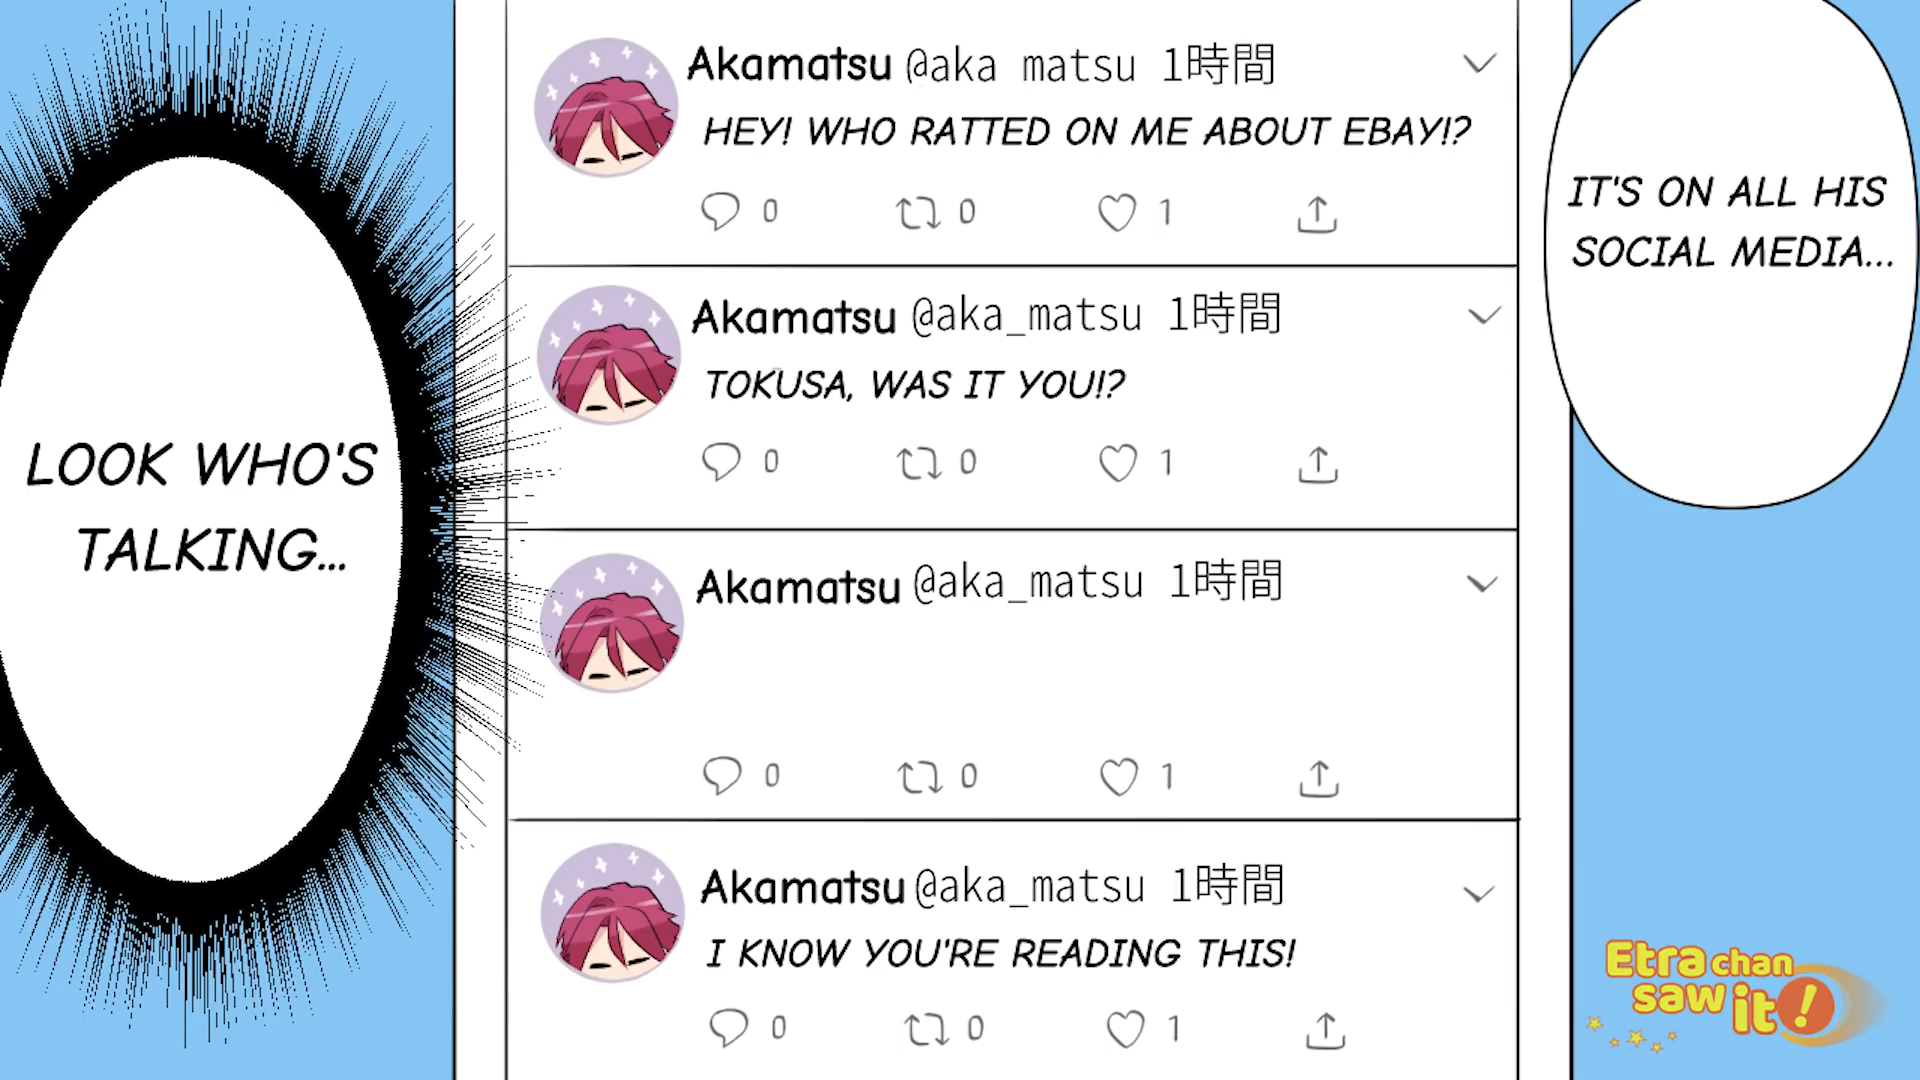 Akamatsu @aka matsu 1時間
HEY! WHO RATTED ON ME ABOUT EBAY!?
0 0 1
Akamatsu @aka_matsu 1時間
TOKUSA, WAS IT YOU!?
0 0 1
Akamatsu @aka_matsu 1時間
0 0 1
Akamatsu @aka_matsu 1時間
I KNOW YOU'RE READING THIS!
0 0 1
IT'S ON ALL HIS
SOCIAL MEDIA...
LOOK WHO'S
TALKING...
Etra chan
saw it!